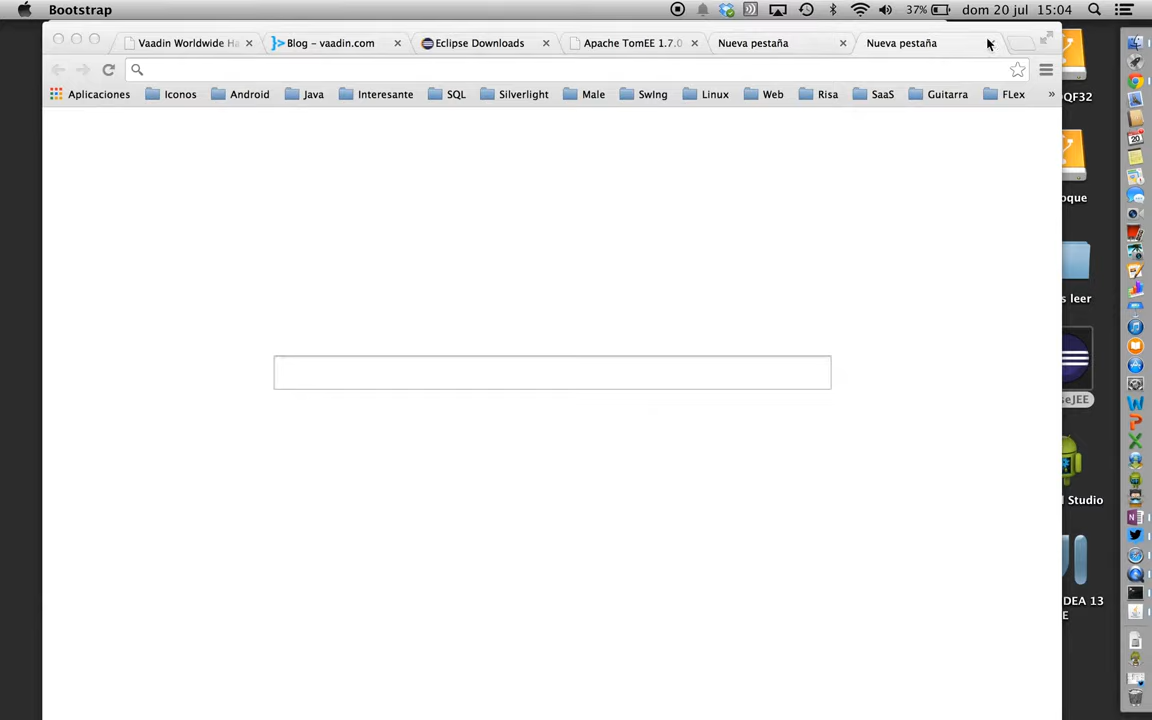 Bootstrap 37% dom 20 jul 15:04
Vaadin Worldwide Ha Blog – vaadin.com Eclipse Downloads Apache TomEE 1.7.0 Nueva pestaña Nueva pestaña
Aplicaciones Iconos Android Java Interesante SQL Silverlight Male SwIng Linux Web Risa SaaS Guitarra FLex »
QF32
oque
s leer
seJEE
l Studio
DEA 13
E